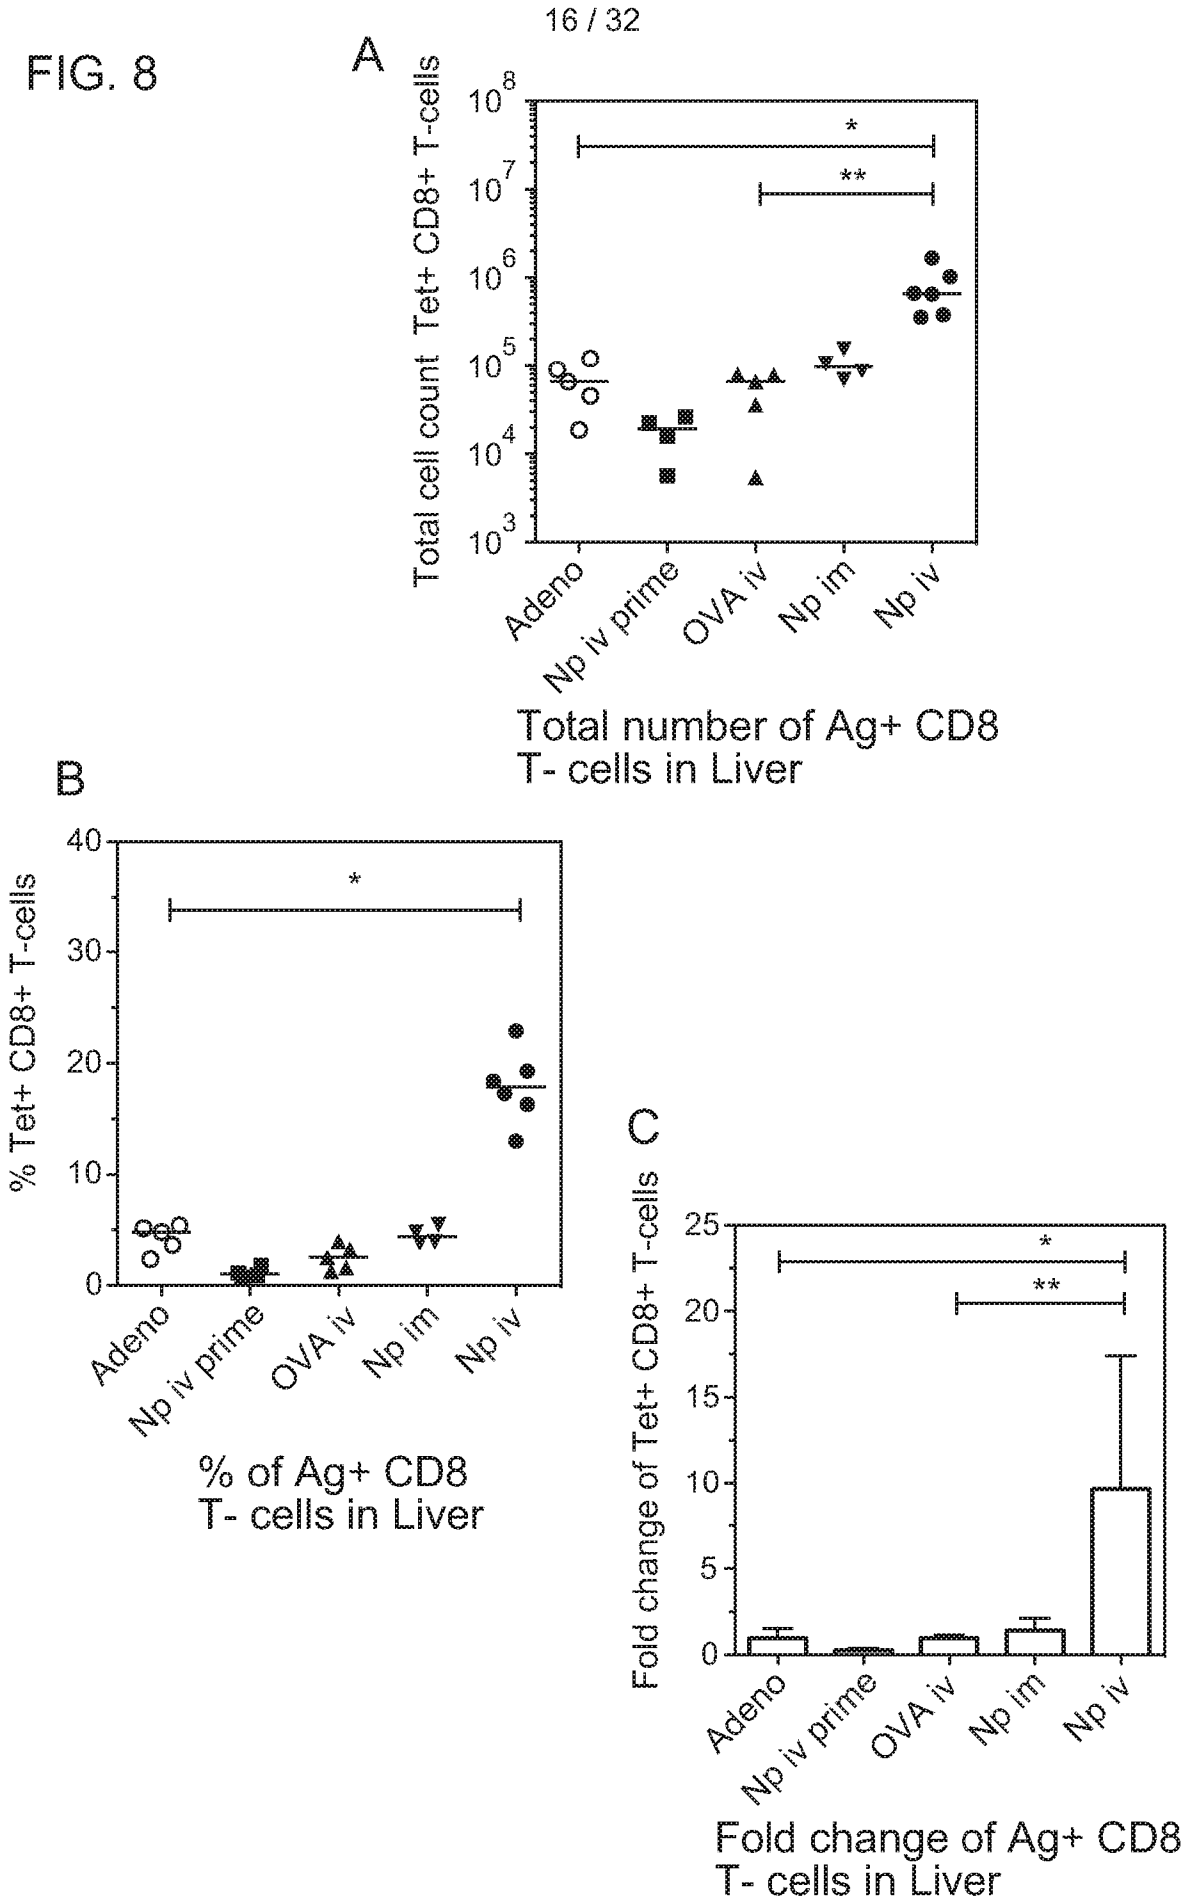 16 / 32
FIG. 8
A
Total cell count Tet+ CD8+ T-cells
10^8
10^7
10^6
10^5
10^4
10^3
*
**
Adeno
Np iv prime
OVA iv
Np im
Np iv
Total number of Ag+ CD8
T- cells in Liver
B
% Tet+ CD8+ T-cells
40
30
20
10
0
*
Adeno
Np iv prime
OVA iv
Np im
Np iv
% of Ag+ CD8
T- cells in Liver
C
Fold change of Tet+ CD8+ T-cells
25
20
15
10
5
0
*
**
Adeno
Np iv prime
OVA iv
Np im
Np iv
Fold change of Ag+ CD8
T- cells in Liver